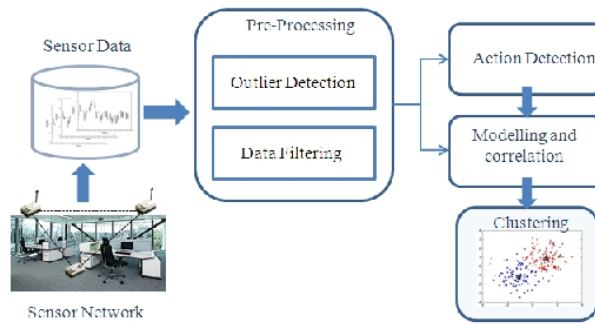 Sensor Data
Pre-Processing
Outlier Detection
Data Filtering
Action Detection
Modelling and
correlation
Clustering
Sensor Network